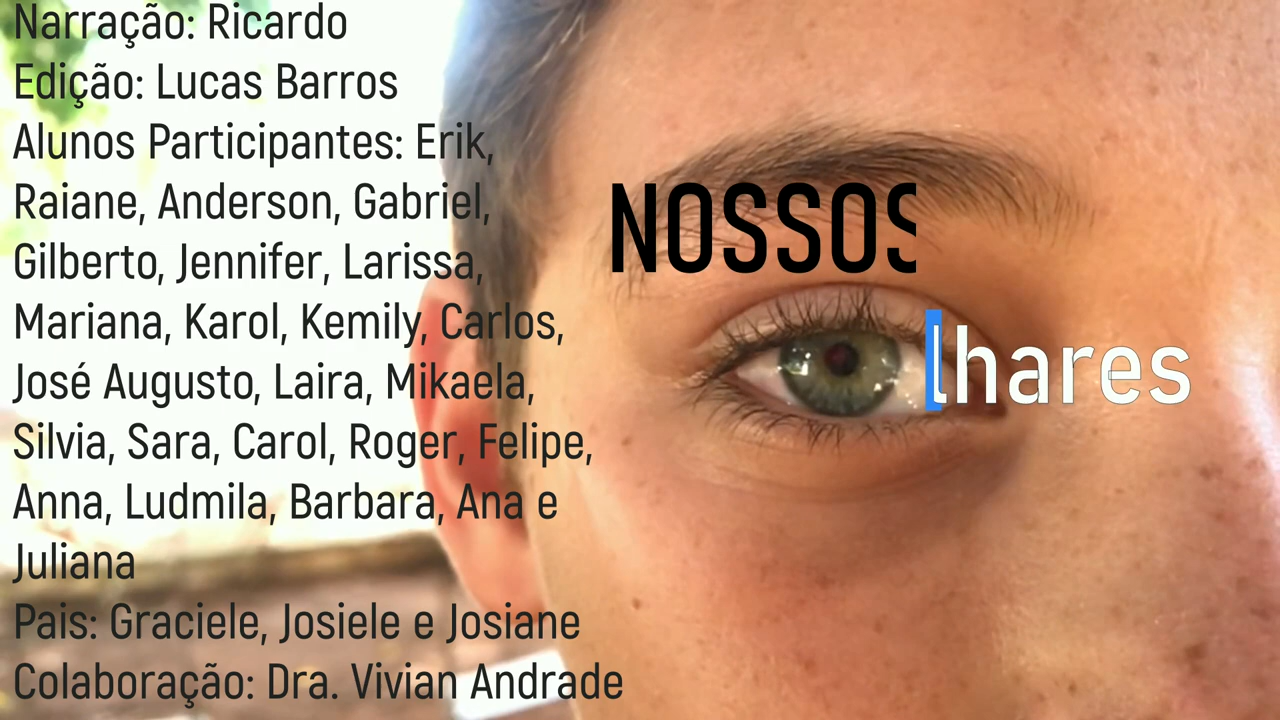 Narração: Ricardo
Edição: Lucas Barros
Alunos Participantes: Erik,
Raiane, Anderson, Gabriel,
Gilberto, Jennifer, Larissa,
Mariana, Karol, Kemily, Carlos,
José Augusto, Laira, Mikaela,
Silvia, Sara, Carol, Roger, Felipe,
Anna, Ludmila, Barbara, Ana e
Juliana
Pais: Graciele, Josiele e Josiane
Colaboração: Dra. Vivian Andrade
NOSSOS
lhares